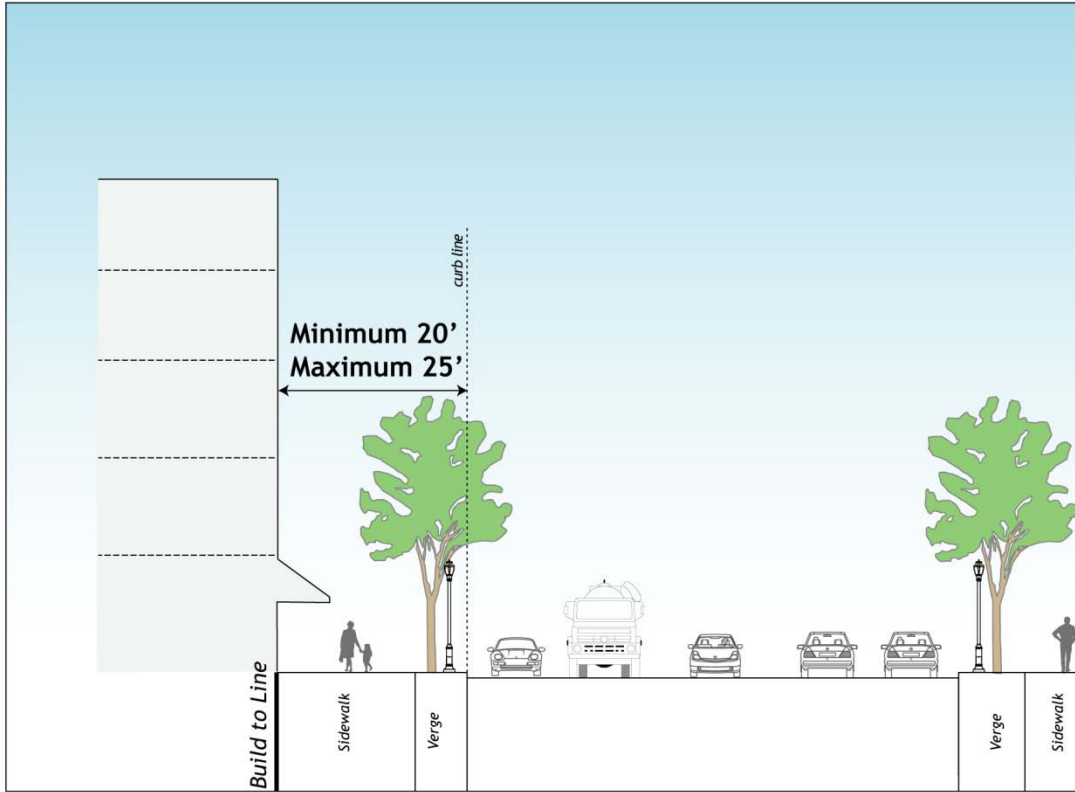 curb line
Minimum 20’
Maximum 25’
Build to Line
Sidewalk
Verge
Verge
Sidewalk